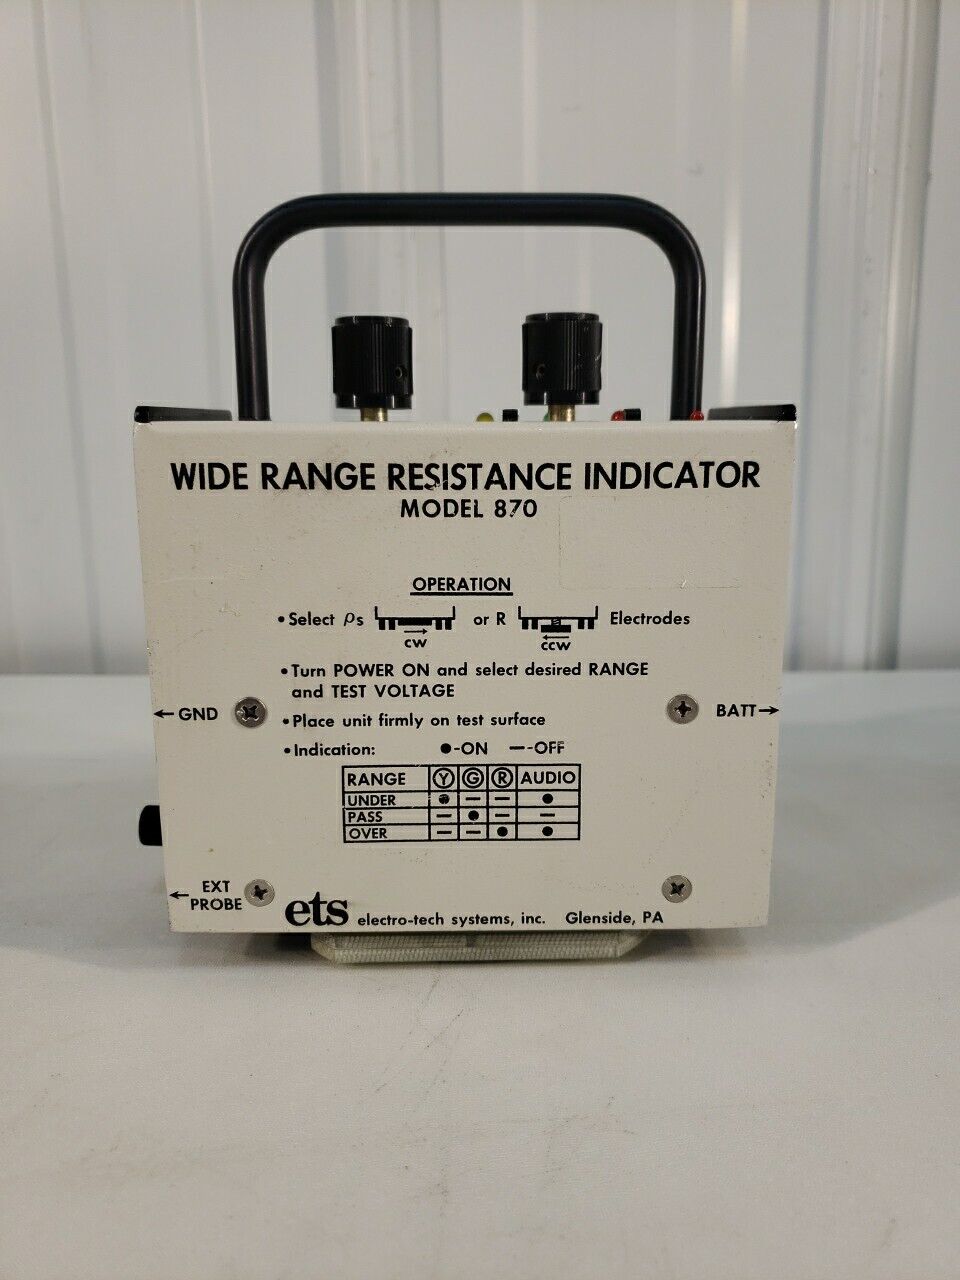 WIDE RANGE RESISTANCE INDICATOR
MODEL 870
OPERATION
• Select ρs or R Electrodes
cw ccw
• Turn POWER ON and select desired RANGE
and TEST VOLTAGE
← GND
BATT →
• Place unit firmly on test surface
• Indication: ●-ON —-OFF
RANGE Y G R AUDIO
UNDER ● — — ●
PASS — ● — —
OVER — — ● ●
← EXT
PROBE
ets electro-tech systems, inc. Glenside, PA